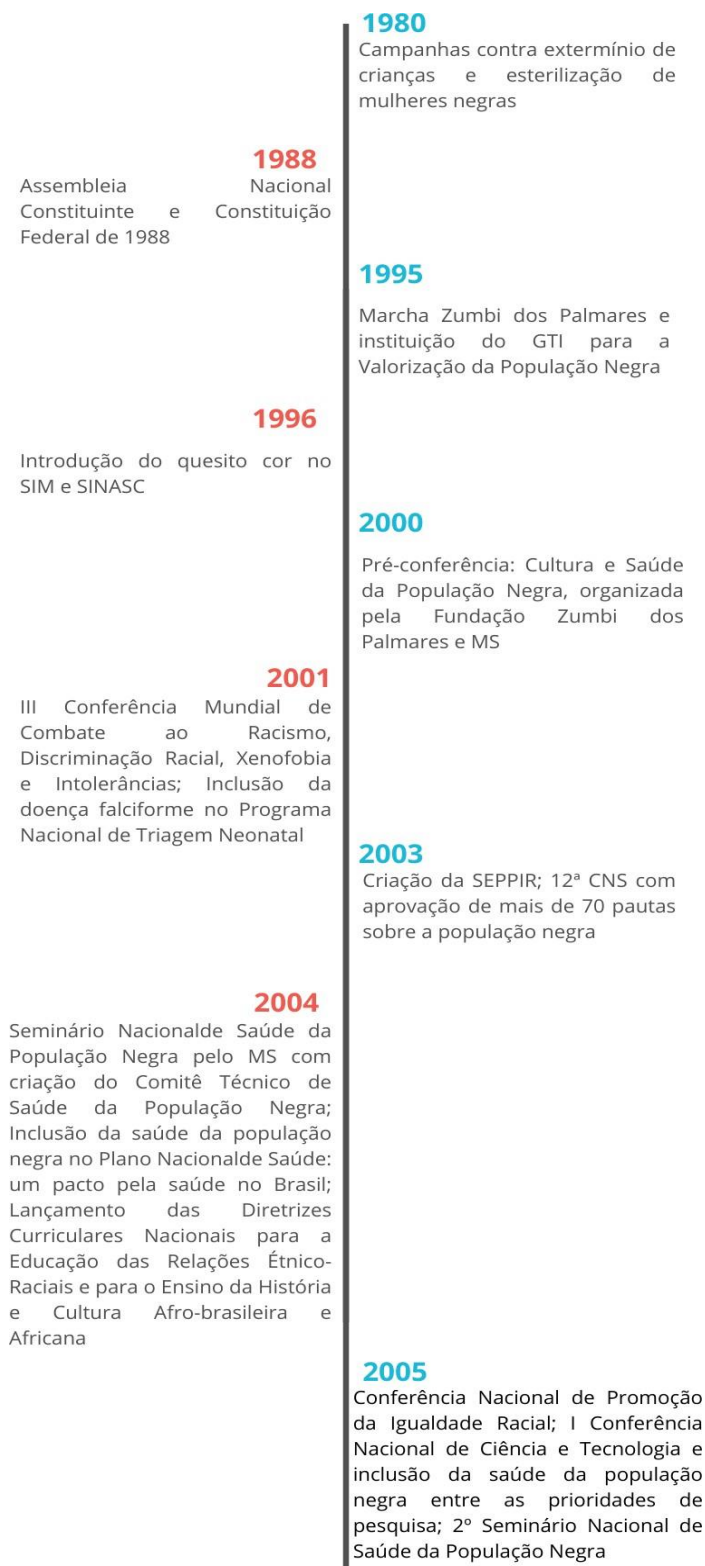 1980
Campanhas contra extermínio de
crianças e esterilização de
mulheres negras
1988
Assembleia Nacional
Constituinte e Constituição
Federal de 1988
1995
Marcha Zumbi dos Palmares e
instituição do GTI para a
Valorização da População Negra
1996
Introdução do quesito cor no
SIM e SINASC
2000
Pré-conferência: Cultura e Saúde
da População Negra, organizada
pela Fundação Zumbi dos
Palmares e MS
2001
III Conferência Mundial de
Combate ao Racismo,
Discriminação Racial, Xenofobia
e Intolerâncias; Inclusão da
doença falciforme no Programa
Nacional de Triagem Neonatal
2003
Criação da SEPPIR; 12ª CNS com
aprovação de mais de 70 pautas
sobre a população negra
2004
Seminário Nacionalde Saúde da
População Negra pelo MS com
criação do Comitê Técnico de
Saúde da População Negra;
Inclusão da saúde da população
negra no Plano Nacionalde Saúde:
um pacto pela saúde no Brasil;
Lançamento das Diretrizes
Curriculares Nacionais para a
Educação das Relações Étnico-
Raciais e para o Ensino da História
e Cultura Afro-brasileira e
Africana
2005
Conferência Nacional de Promoção
da Igualdade Racial; I Conferência
Nacional de Ciência e Tecnologia e
inclusão da saúde da população
negra entre as prioridades de
pesquisa; 2º Seminário Nacional de
Saúde da População Negra